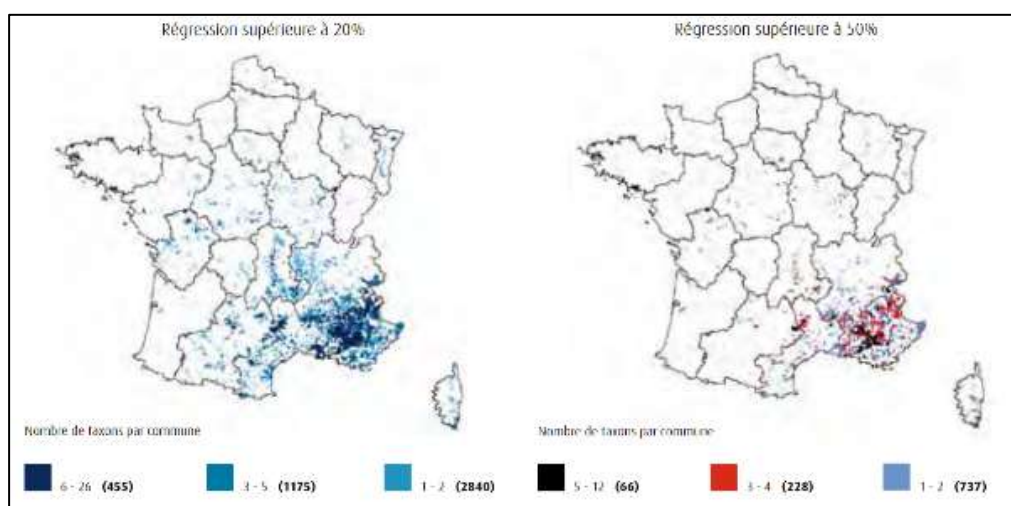 Régression supérieure à 20%
Régression supérieure à 50%
Nombre de taxons par commune
Nombre de taxons par commune
6 - 26 (455)
3 - 5 (1175)
1 - 2 (2840)
5 - 12 (66)
3 - 4 (228)
1 - 2 (737)